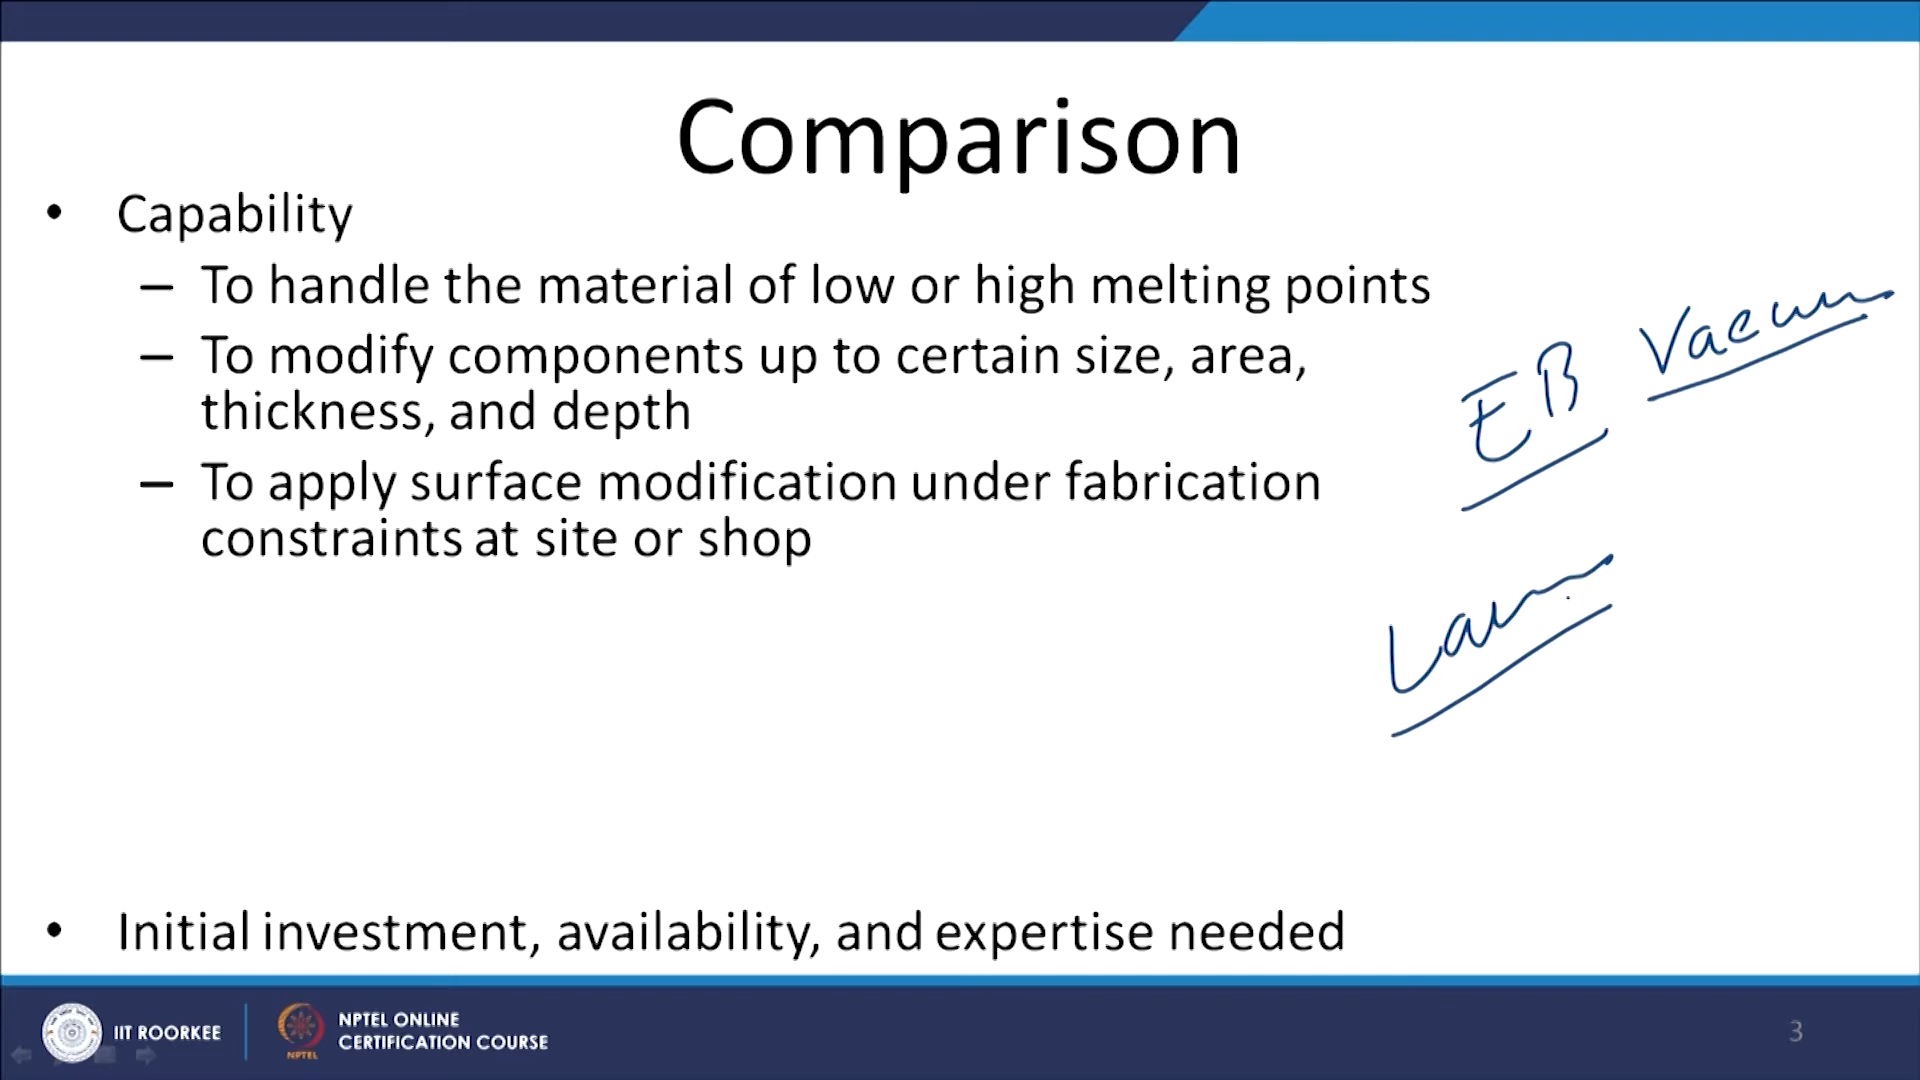 Comparison
• Capability
– To handle the material of low or high melting points
– To modify components up to certain size, area,
thickness, and depth
– To apply surface modification under fabrication
constraints at site or shop
EB Vacuum
• Initial investment, availability, and expertise needed
IIT ROORKEE
NPTEL
NPTEL ONLINE
CERTIFICATION COURSE
3